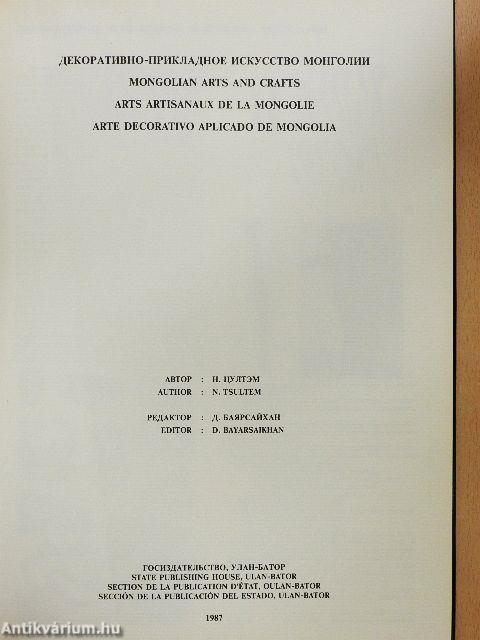 ДЕКОРАТИВНО-ПРИКЛАДНОЕ ИСКУССТВО МОНГОЛИИ
MONGOLIAN ARTS AND CRAFTS
ARTS ARTISANAUX DE LA MONGOLIE
ARTE DECORATIVO APLICADO DE MONGOLIA
АВТОР : Н. ЦУЛТЭМ
AUTHOR : N. TSULTEM
РЕДАКТОР : Д. БАЯРСАЙХАН
EDITOR : D. BAYARSAIKHAN
ГОСИЗДАТЕЛЬСТВО, УЛАН-БАТОР
STATE PUBLISHING HOUSE, ULAN-BATOR
SECTION DE LA PUBLICATION D'ÉTAT, OULAN-BATOR
SECCIÓN DE LA PUBLICACIÓN DEL ESTADO, ULAN-BATOR
1987
Antikvárium.hu